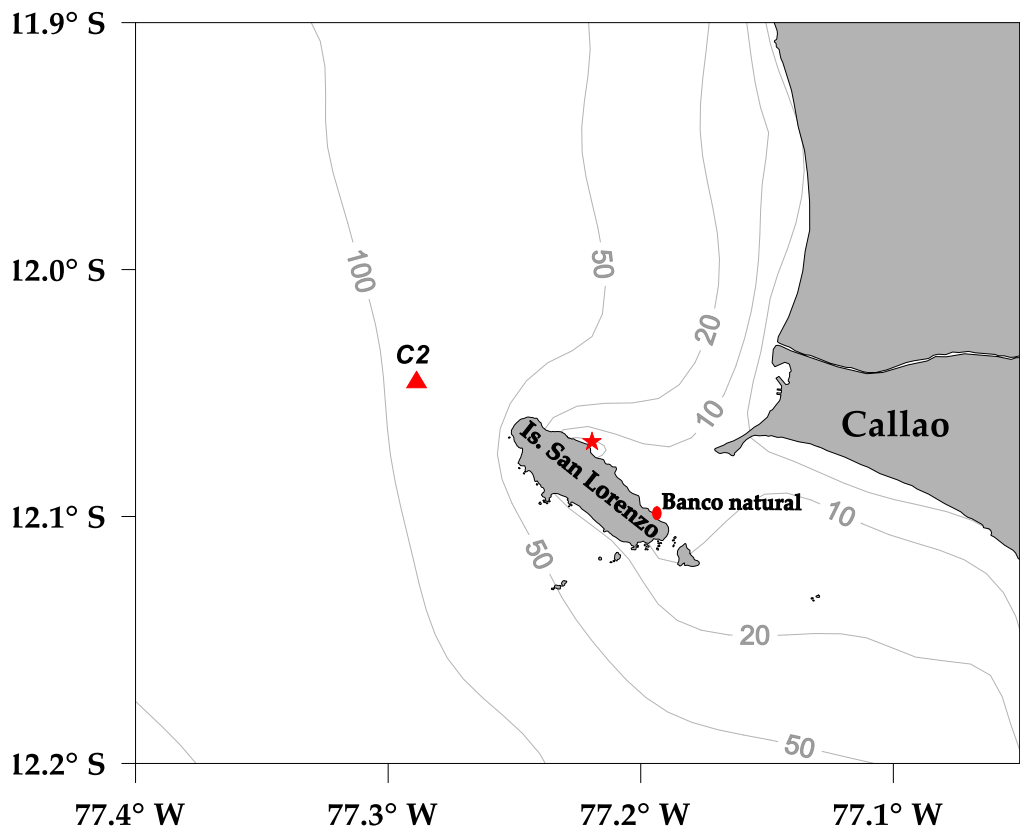 11.9° S
12.0° S
100
50
20
C2
10
Callao
Is. San Lorenzo
Banco natural
12.1° S
10
50
20
50
12.2° S
77.4° W
77.3° W
77.2° W
77.1° W